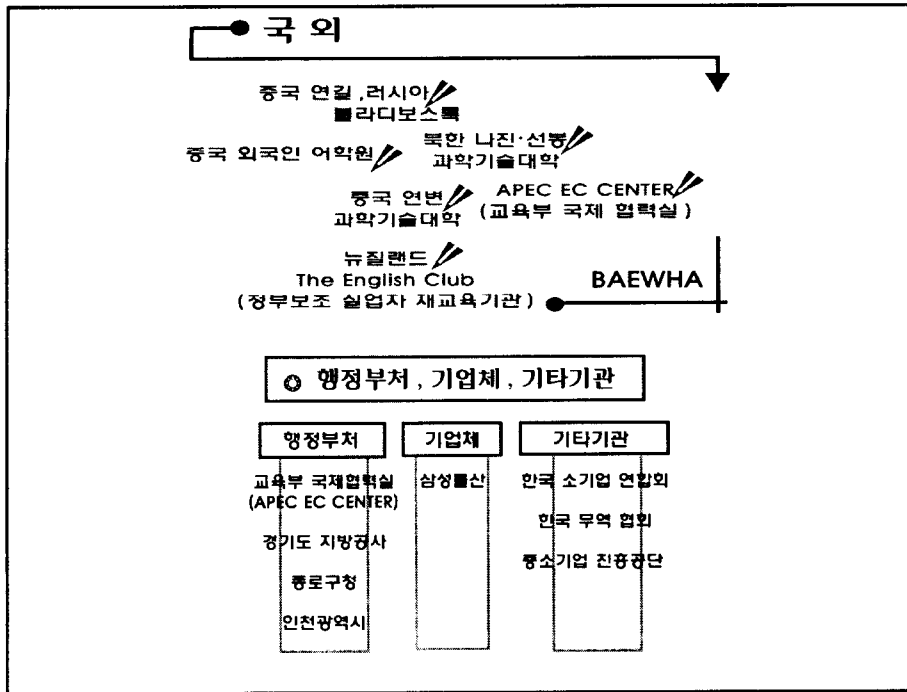 국 외
중국 연길 ,러시아
블라디보스톡
북한 나진·선봉
과학기술대학
중국 외국인 어학원
중국 연변
과학기술대학
APEC EC CENTER
(교육부 국제 협력실 )
뉴질랜드
The English Club
(정부보조 실업자 재교육기관 )
BAEWHA
행정부처 , 기업체 , 기타기관
행정부처
기업체
기타기관
교육부 국제협력실
(APEC EC CENTER)
삼성물산
한국 소기업 연합회
한국 무역 협회
경기도 지방공사
중소기업 진흥공단
종로구청
인천광역시